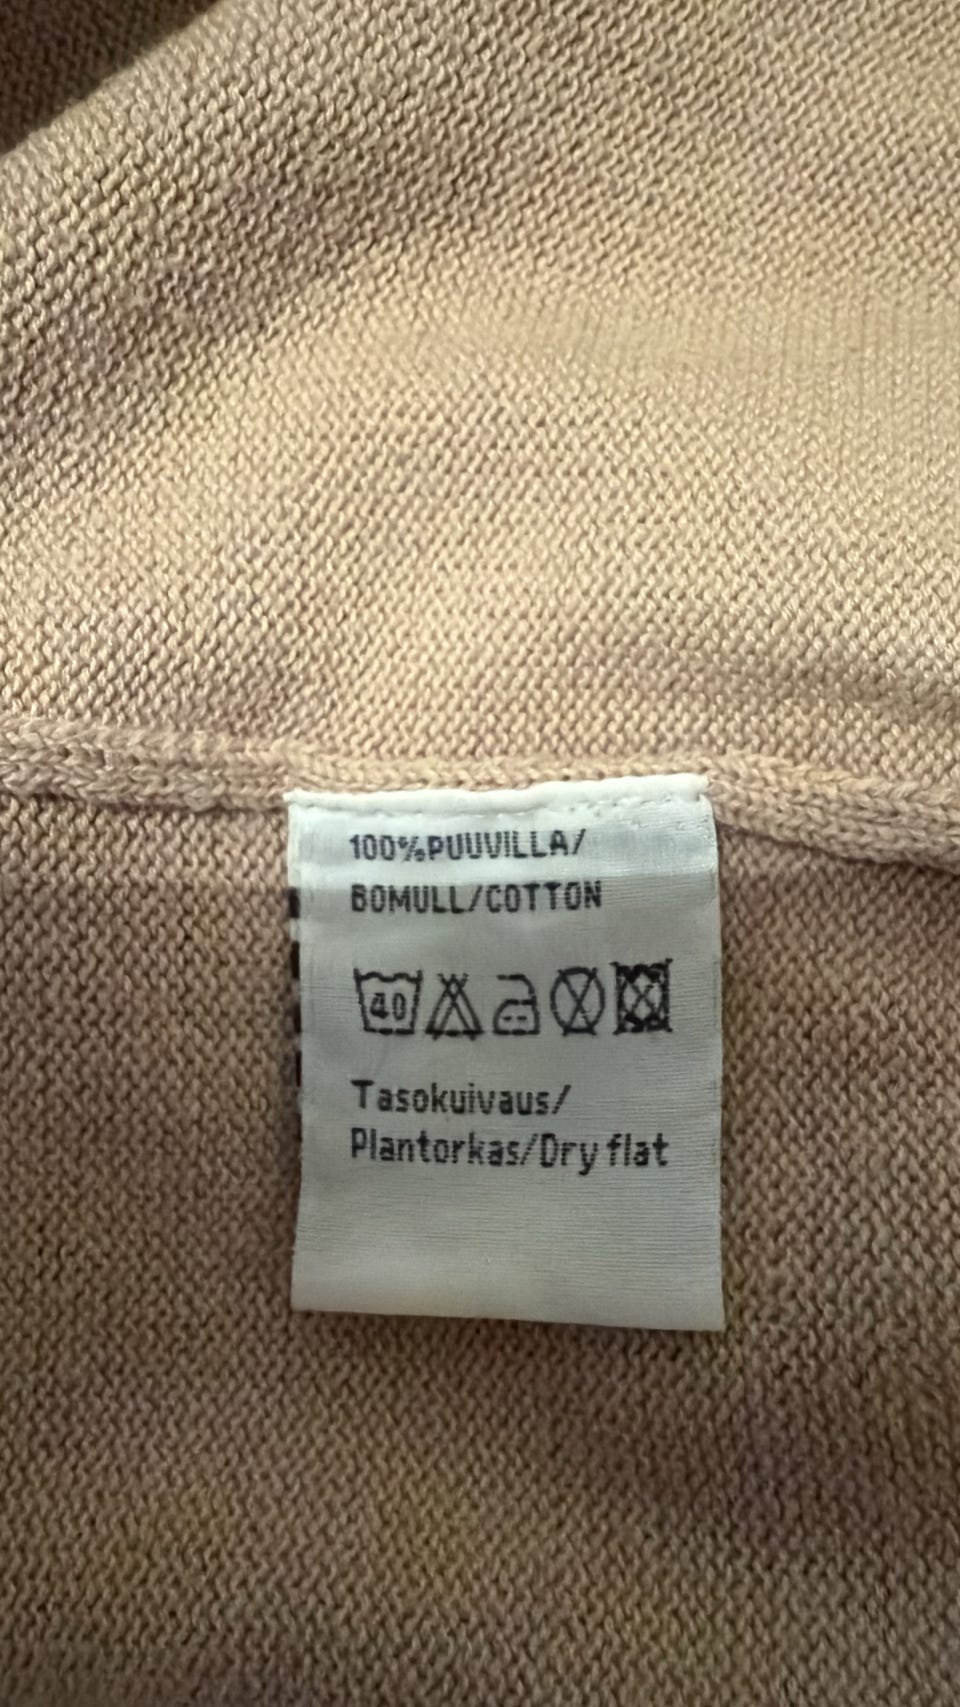 100%PUUVILLA/
BOMULL/COTTON
40
Tasokuivaus/
Plantorkas/Dry flat